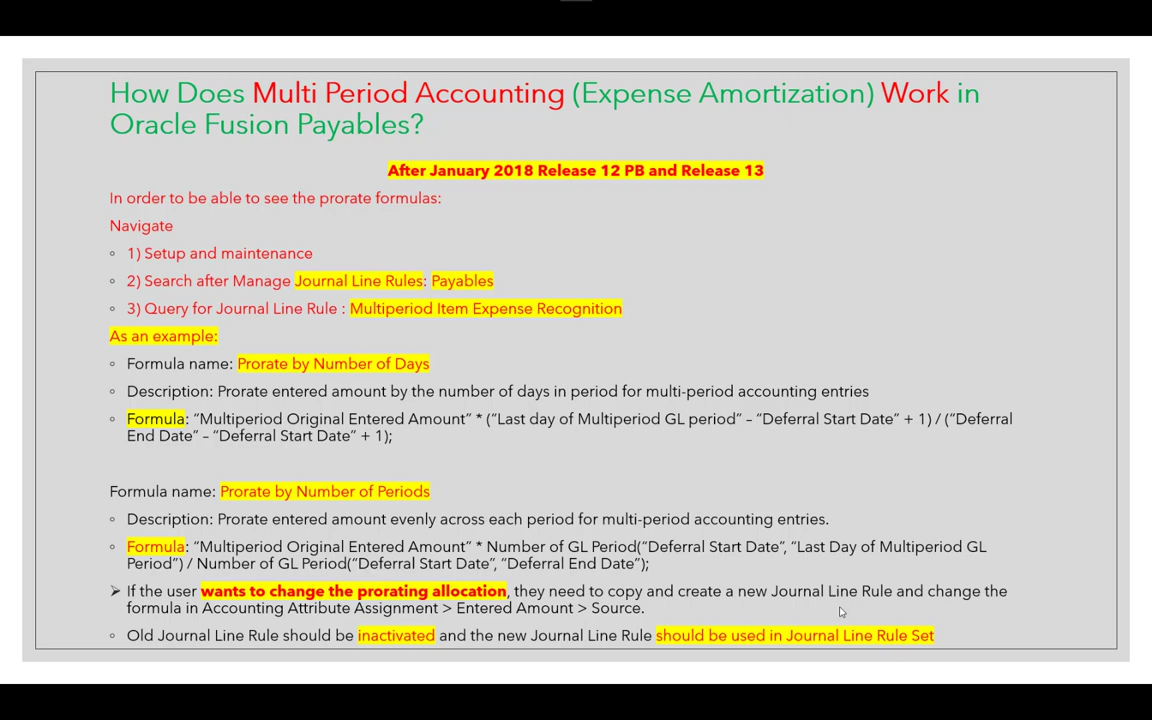 How Does Multi Period Accounting (Expense Amortization) Work in
Oracle Fusion Payables?
After January 2018 Release 12 PB and Release 13
In order to be able to see the prorate formulas:
Navigate
◦ 1) Setup and maintenance
◦ 2) Search after Manage Journal Line Rules: Payables
◦ 3) Query for Journal Line Rule : Multiperiod Item Expense Recognition
As an example:
◦ Formula name: Prorate by Number of Days
◦ Description: Prorate entered amount by the number of days in period for multi-period accounting entries
◦ Formula: “Multiperiod Original Entered Amount” * (“Last day of Multiperiod GL period” – “Deferral Start Date” + 1) / (“Deferral
End Date” – “Deferral Start Date” + 1);
Formula name: Prorate by Number of Periods
◦ Description: Prorate entered amount evenly across each period for multi-period accounting entries.
◦ Formula: “Multiperiod Original Entered Amount” * Number of GL Period(“Deferral Start Date”, “Last Day of Multiperiod GL
Period”) / Number of GL Period(“Deferral Start Date”, “Deferral End Date”);
➢ If the user wants to change the prorating allocation, they need to copy and create a new Journal Line Rule and change the
formula in Accounting Attribute Assignment > Entered Amount > Source.
◦ Old Journal Line Rule should be inactivated and the new Journal Line Rule should be used in Journal Line Rule Set